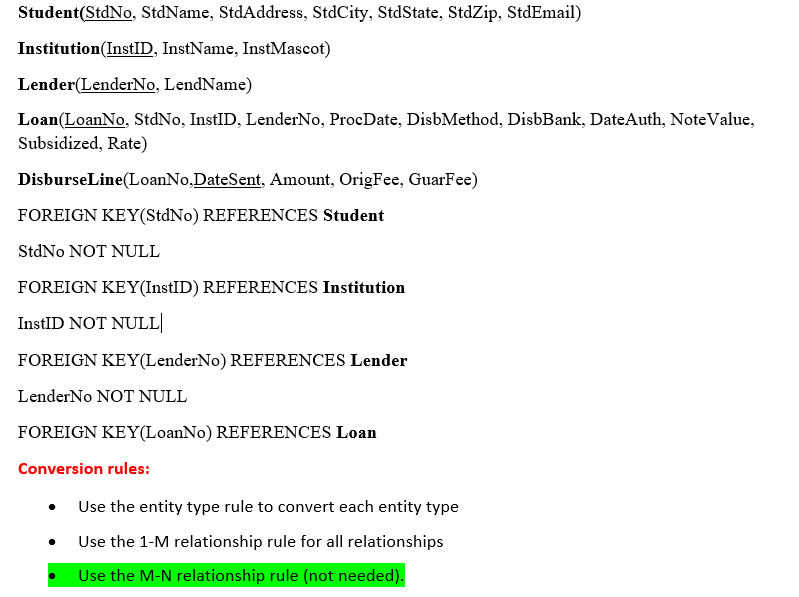 Student(StdNo, StdName, StdAddress, StdCity, StdState, StdZip, StdEmail)
Institution(InstID, InstName, InstMascot)
Lender(LenderNo, LendName)
Loan(LoanNo, StdNo, InstID, LenderNo, ProcDate, DisbMethod, DisbBank, DateAuth, NoteValue,
Subsidized, Rate)
DisburseLine(LoanNo,DateSent, Amount, OrigFee, GuarFee)
FOREIGN KEY(StdNo) REFERENCES Student
StdNo NOT NULL
FOREIGN KEY(InstID) REFERENCES Institution
InstID NOT NULL
FOREIGN KEY(LenderNo) REFERENCES Lender
LenderNo NOT NULL
FOREIGN KEY(LoanNo) REFERENCES Loan
Conversion rules:
• Use the entity type rule to convert each entity type
• Use the 1-M relationship rule for all relationships
• Use the M-N relationship rule (not needed).